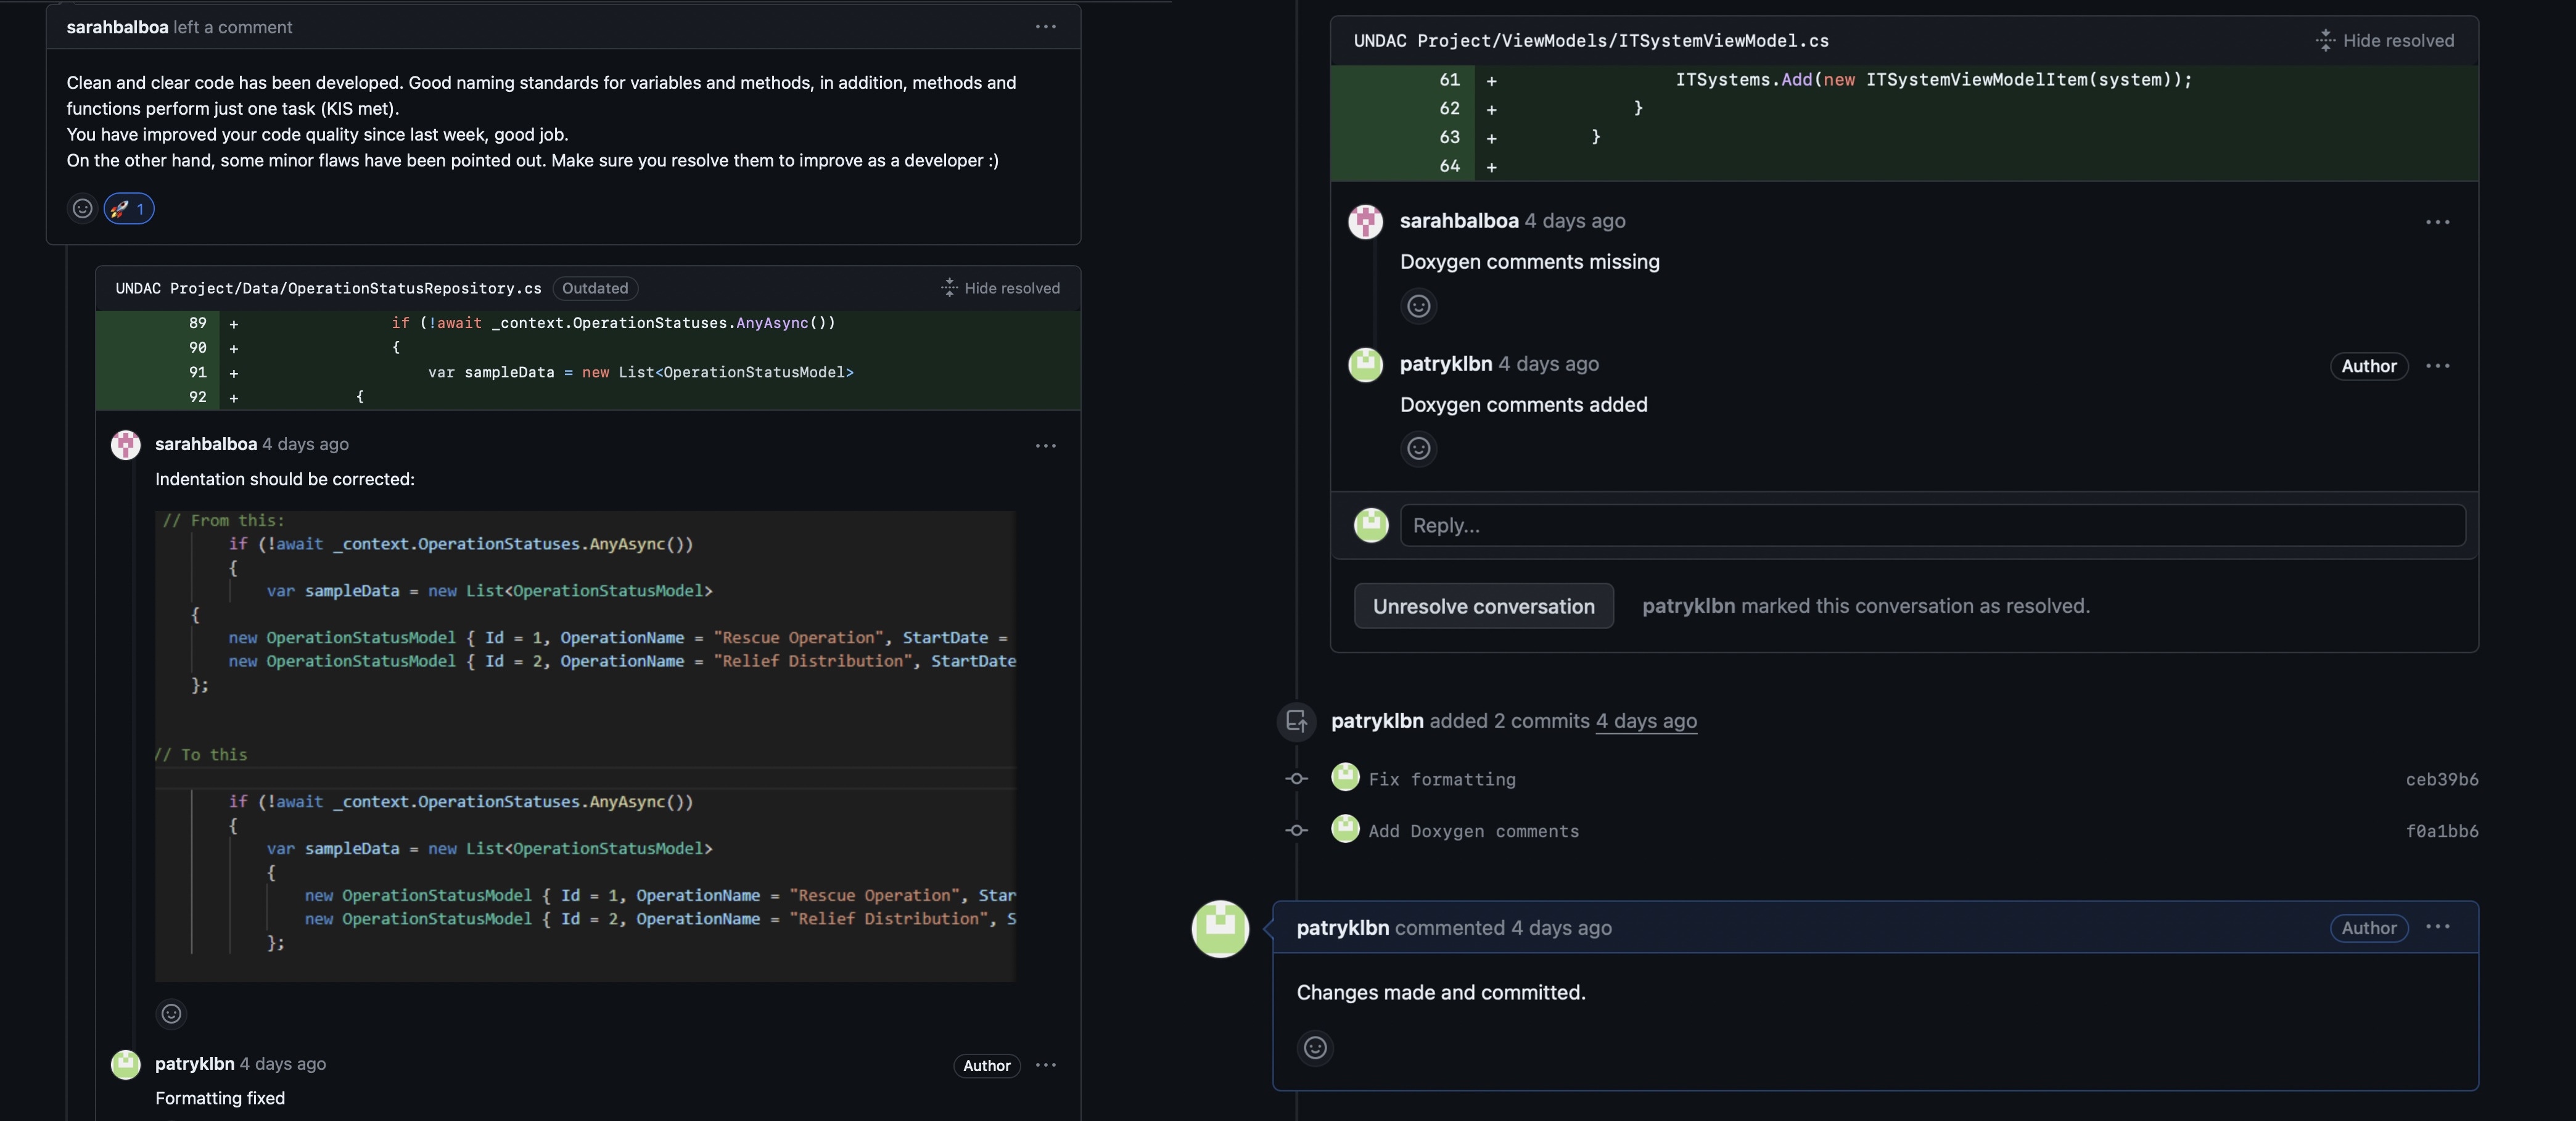 sarahbalboa left a comment
Clean and clear code has been developed. Good naming standards for variables and methods, in addition, methods and
functions perform just one task (KIS met).
You have improved your code quality since last week, good job.
On the other hand, some minor flaws have been pointed out. Make sure you resolve them to improve as a developer :)
🚀 1
UNDAC Project/Data/OperationStatusRepository.cs Outdated Hide resolved
89 + if (!await _context.OperationStatuses.AnyAsync())
90 + {
91 + var sampleData = new List<OperationStatusModel>
92 + {
sarahbalboa 4 days ago
Indentation should be corrected:
// From this:
if (!await _context.OperationStatuses.AnyAsync())
{
var sampleData = new List<OperationStatusModel>
{
new OperationStatusModel { Id = 1, OperationName = "Rescue Operation", StartDate =
new OperationStatusModel { Id = 2, OperationName = "Relief Distribution", StartDate
};
// To this
if (!await _context.OperationStatuses.AnyAsync())
{
var sampleData = new List<OperationStatusModel>
{
new OperationStatusModel { Id = 1, OperationName = "Rescue Operation", Star
new OperationStatusModel { Id = 2, OperationName = "Relief Distribution", S
};
patryklbn 4 days ago Author
Formatting fixed
UNDAC Project/ViewModels/ITSystemViewModel.cs Hide resolved
61 + ITSystems.Add(new ITSystemViewModelItem(system));
62 + }
63 + }
64 +
sarahbalboa 4 days ago
Doxygen comments missing
patryklbn 4 days ago Author
Doxygen comments added
Reply...
Unresolve conversation patryklbn marked this conversation as resolved.
patryklbn added 2 commits 4 days ago
Fix formatting ceb39b6
Add Doxygen comments f0a1bb6
patryklbn commented 4 days ago Author
Changes made and committed.